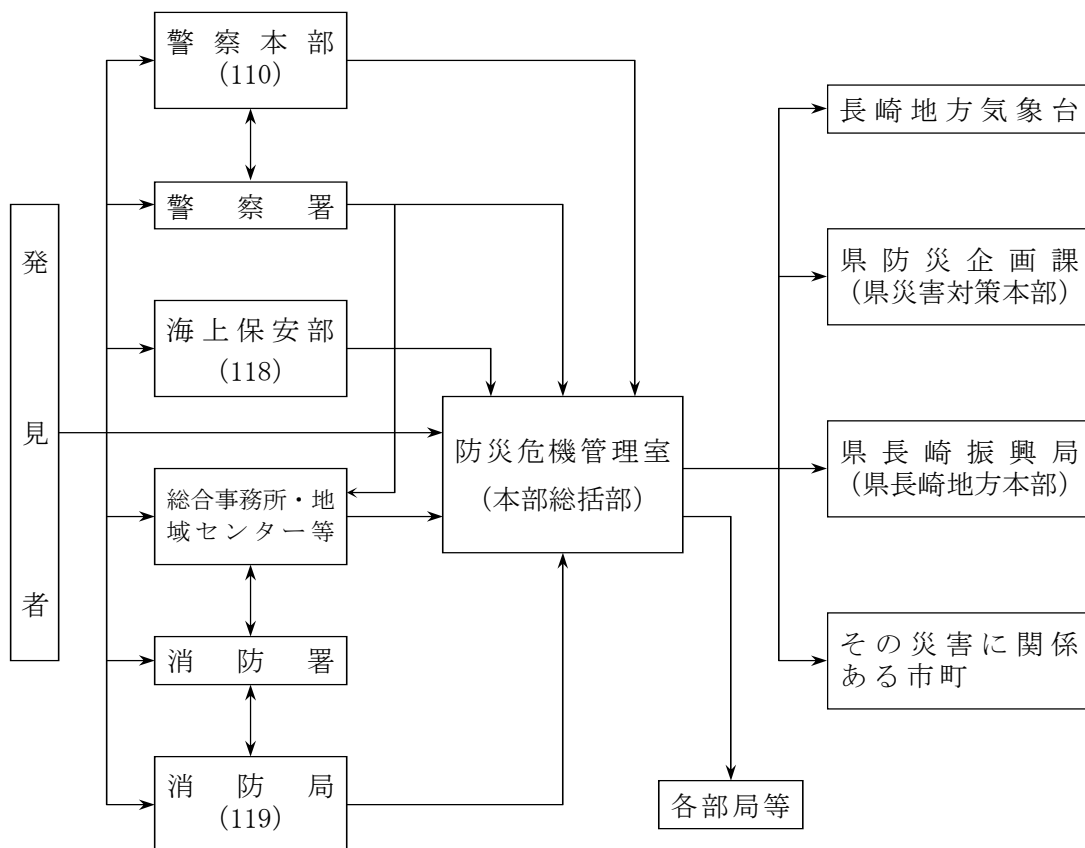 発見者
警察本部
(110)
警察署
海上保安部
(118)
総合事務所・地
域センター等
消防署
消防局
(119)
防災危機管理室
(本部総括部)
長崎地方気象台
県防災企画課
(県災害対策本部)
県長崎振興局
(県長崎地方本部)
その災害に関係
ある市町
各部局等